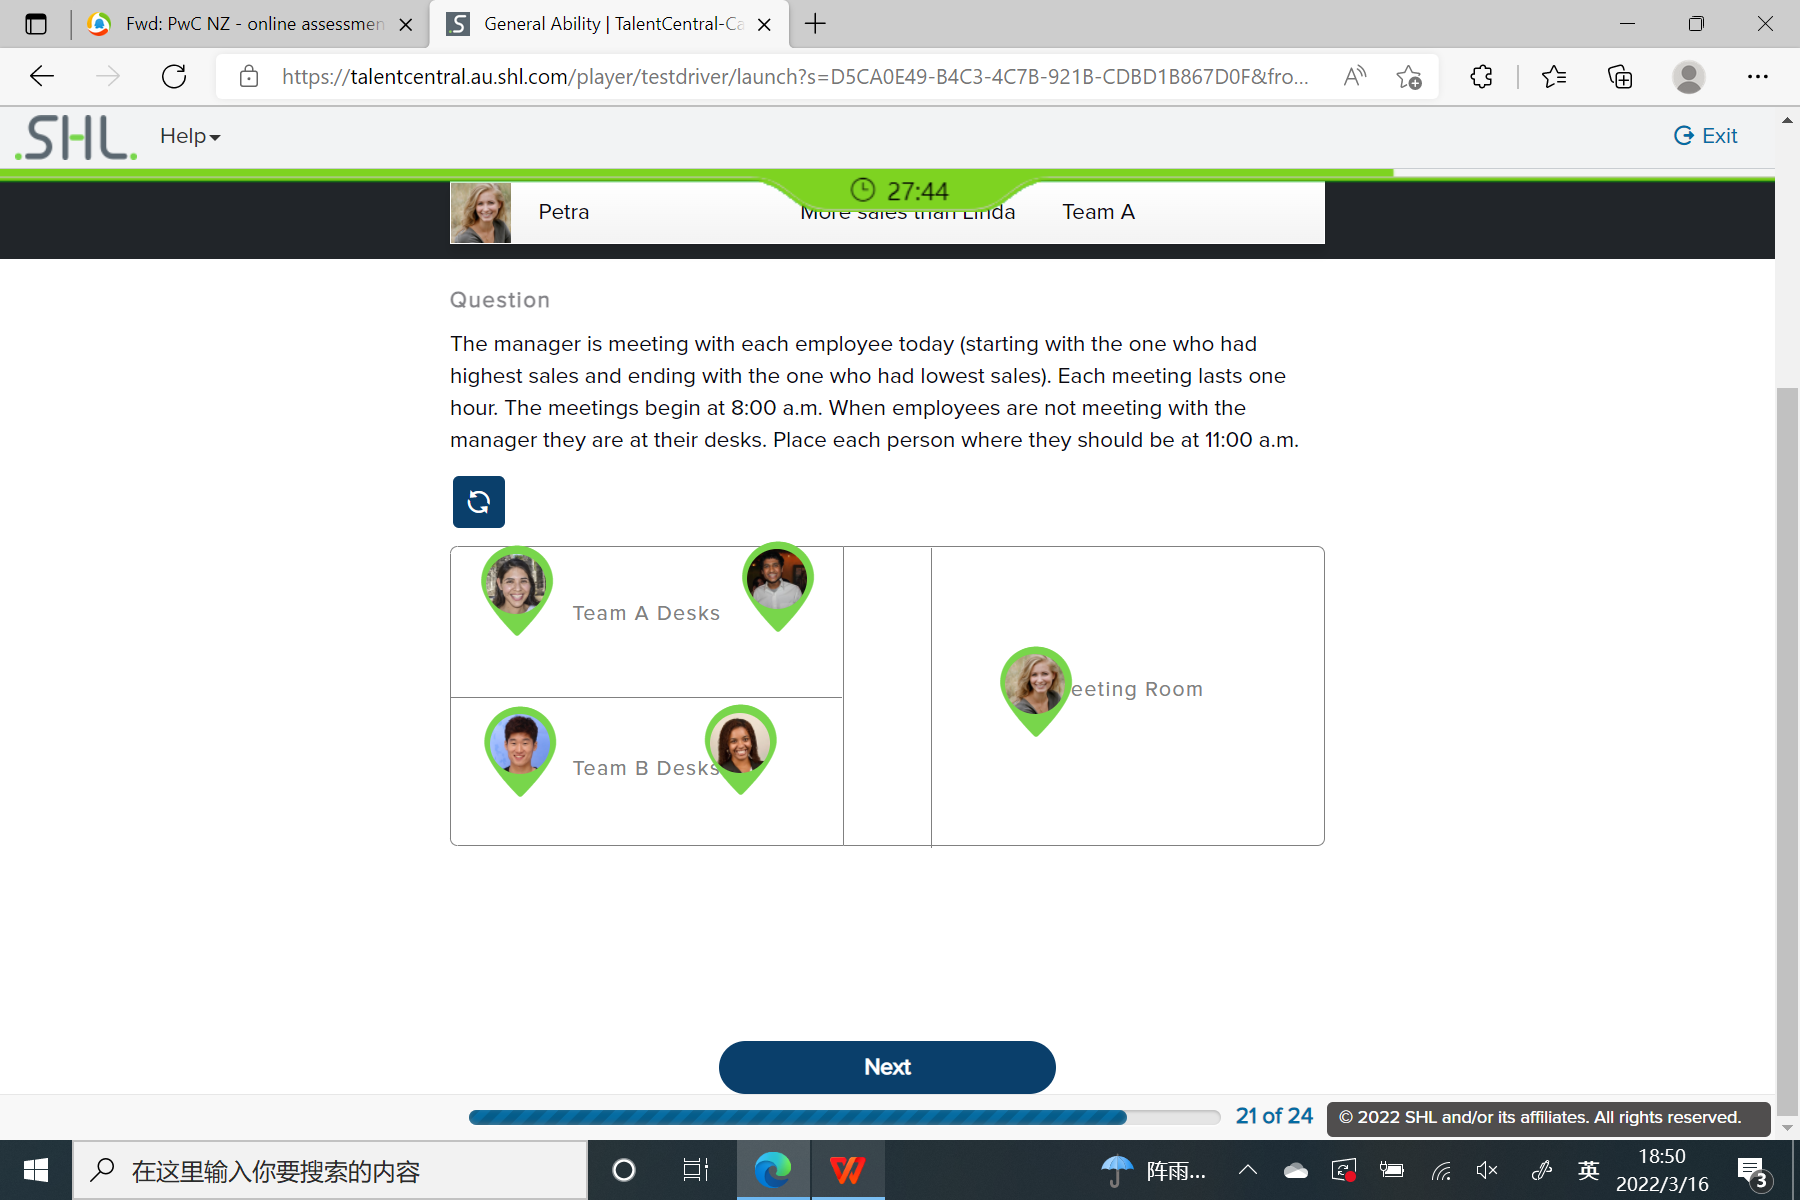 Fwd: PwC NZ - online assessmen
General Ability | TalentCentral-Ca
https://talentcentral.au.shl.com/player/testdriver/launch?s=D5CA0E49-B4C3-4C7B-921B-CDBD1B867D0F&fro...
.SHL.
Help
Exit
27:44
Petra
More sales than Linda
Team A
Question
The manager is meeting with each employee today (starting with the one who had
highest sales and ending with the one who had lowest sales). Each meeting lasts one
hour. The meetings begin at 8:00 a.m. When employees are not meeting with the
manager they are at their desks. Place each person where they should be at 11:00 a.m.
Team A Desks
eeting Room
Team B Desks
Next
21 of 24
© 2022 SHL and/or its affiliates. All rights reserved.
在这里输入你要搜索的内容
阵雨...
英
18:50
2022/3/16
3